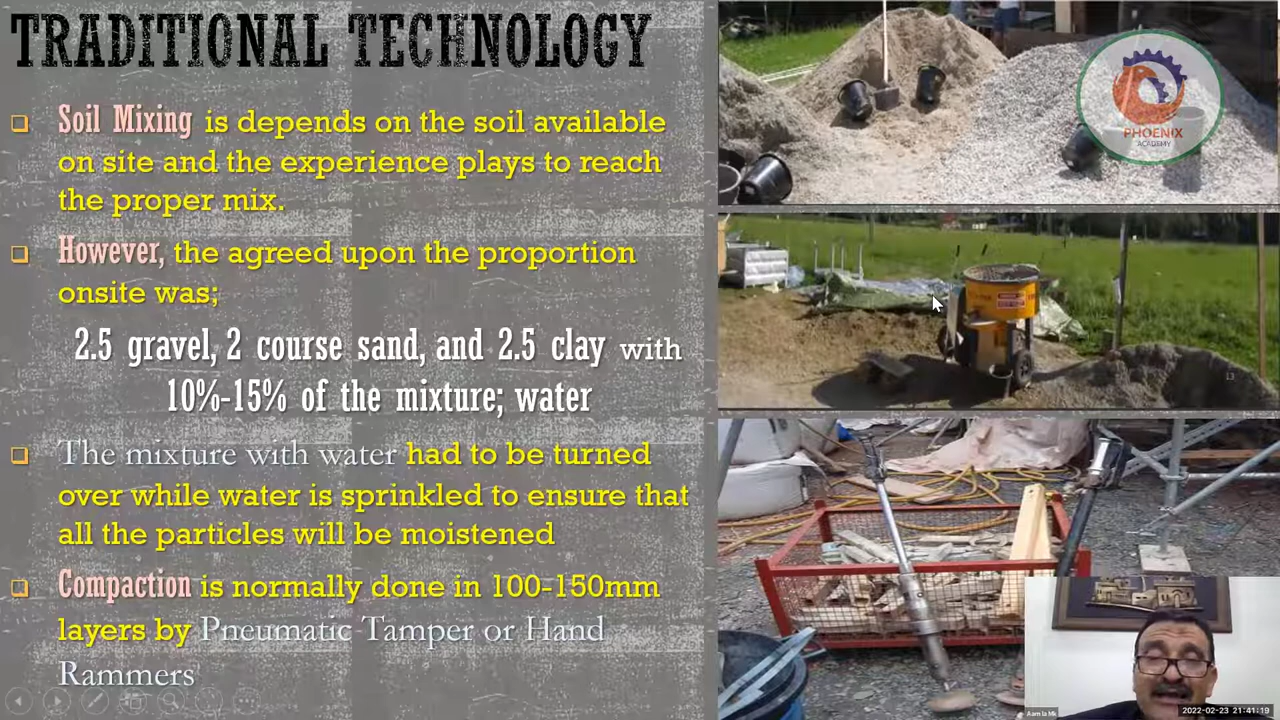 TRADITIONAL TECHNOLOGY
Soil Mixing is depends on the soil available
on site and the experience plays to reach
the proper mix.
However, the agreed upon the proportion
onsite was;
2.5 gravel, 2 course sand, and 2.5 clay with
10%-15% of the mixture; water
The mixture with water had to be turned
over while water is sprinkled to ensure that
all the particles will be moistened
Compaction is normally done in 100-150mm
layers by Pneumatic Tamper or Hand
Rammers
PHOENIX
ACADEMY
13
2022-02-23 21:41:19